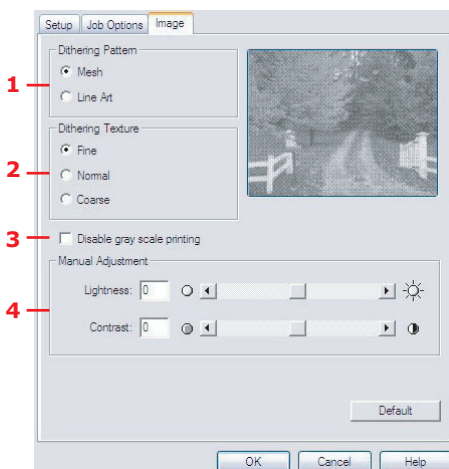 Setup Job Options Image
Dithering Pattern
1
Mesh
Line Art
Dithering Texture
Fine
2
Normal
Coarse
3
Disable gray scale printing
Manual Adjustment
Lightness: 0
4
Contrast: 0
Default
OK Cancel Help